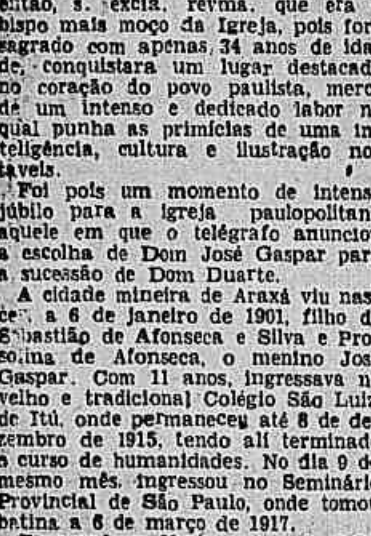 então, s. excia. revma. que era
bispo mais moço da Igreja, pois for
sagrado com apenas 34 anos de ida
de, conquistara um lugar destacad
no coração do povo paulista, merc
de um intenso e dedicado labor n
qual punha as primícias de uma in
teligência, cultura e ilustração no
táveis.
Foi pois um momento de intens
júbilo para a igreja paulopolitan
aquele em que o telégrafo anuncio
a escolha de Dom José Gaspar par
a sucessão de Dom Duarte.
A cidade mineira de Araxá viu nas
cer, a 6 de janeiro de 1901, filho d
Sebastião de Afonseca e Silva e Pro
solina de Afonseca, o menino Jos
Gaspar. Com 11 anos, ingressava n
velho e tradicional Colégio São Luiz
de Itú, onde permaneceu até 8 de de
zembro de 1915, tendo ali terminad
o curso de humanidades. No dia 9 d
mesmo mês, ingressou no Seminári
Provincial de São Paulo, onde tomou
batina a 6 de março de 1917.